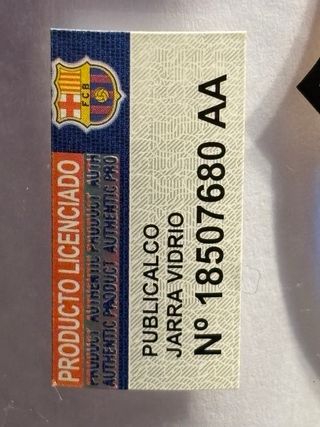 FCB
PRODUCTO LICENCIADO
PRODUCT AUTHENTIC PRODUCT AUTH
AUTHENTIC PRODUCT AUTHENTIC PRO
PUBLICALCO
JARRA VIDRIO
Nº 18507680 AA